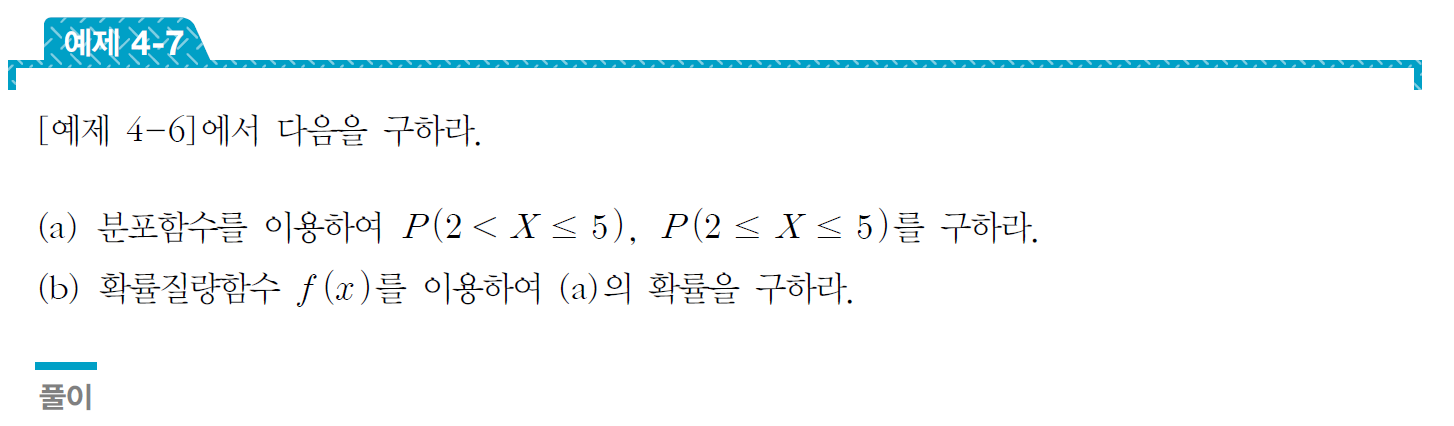 예제 4-7
[예제 4-6]에서 다음을 구하라.
(a) 분포함수를 이용하여 P(2 < X ≤ 5), P(2 ≤ X ≤ 5)를 구하라.
(b) 확률질량함수 f(x)를 이용하여 (a)의 확률을 구하라.
풀이